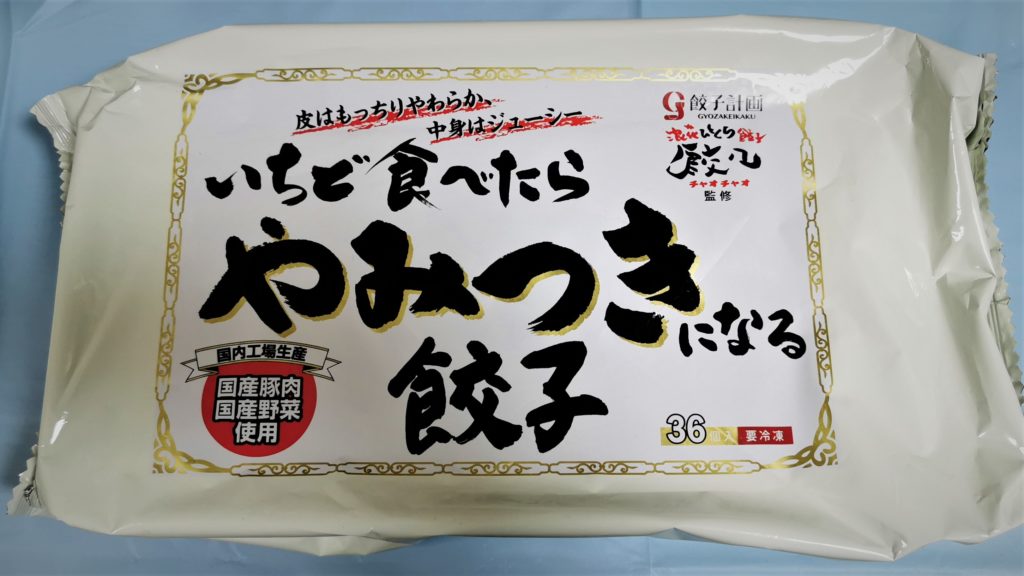 皮はもっちりやわらか、
中身はジューシー
いちど食べたら
やみつきになる
餃子
餃子計画
GYOZAKEIKAKU
浪花ひとくち餃子
餃々
チャオチャオ
監修
国内工場生産
国産豚肉
国産野菜
使用
36個入 要冷凍